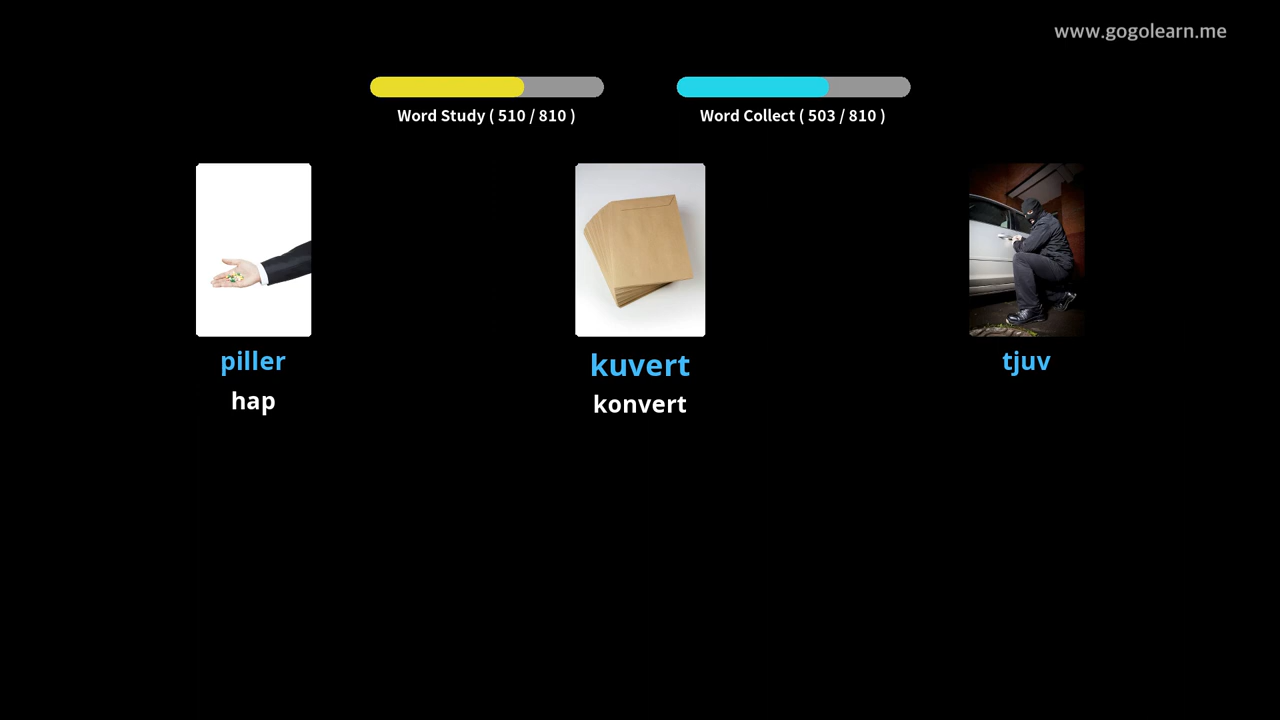 www.gogolearn.me
Word Study ( 510 / 810 )
Word Collect ( 503 / 810 )
piller
hap
kuvert
konvert
tjuv